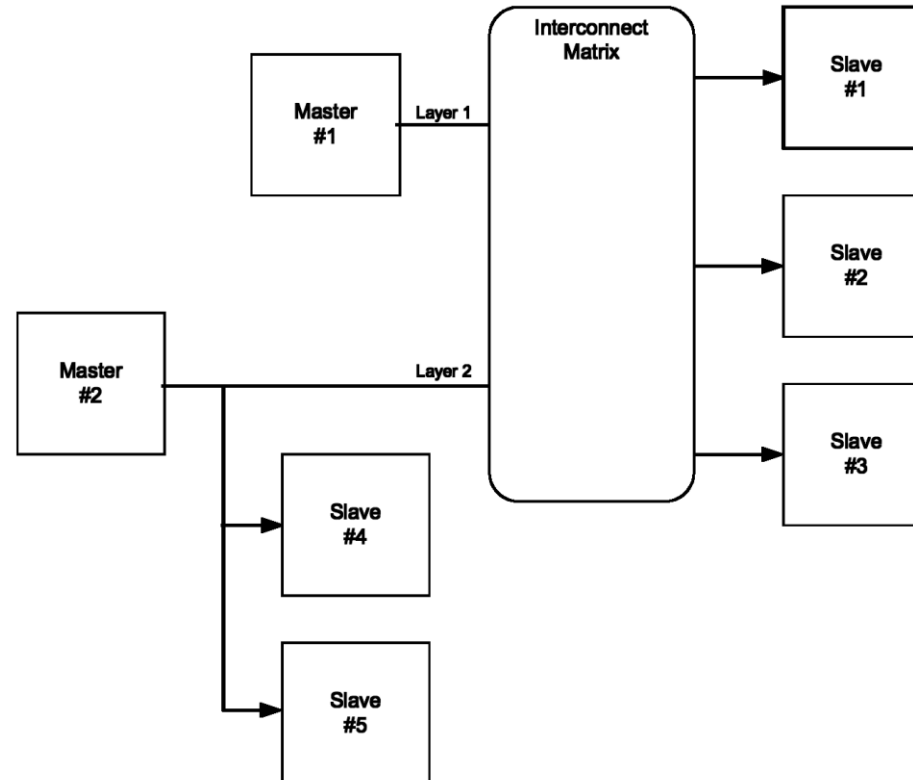 Interconnect
Matrix
Slave
#1
Master
#1
Layer 1
Slave
#2
Master
#2
Layer 2
Slave
#3
Slave
#4
Slave
#5